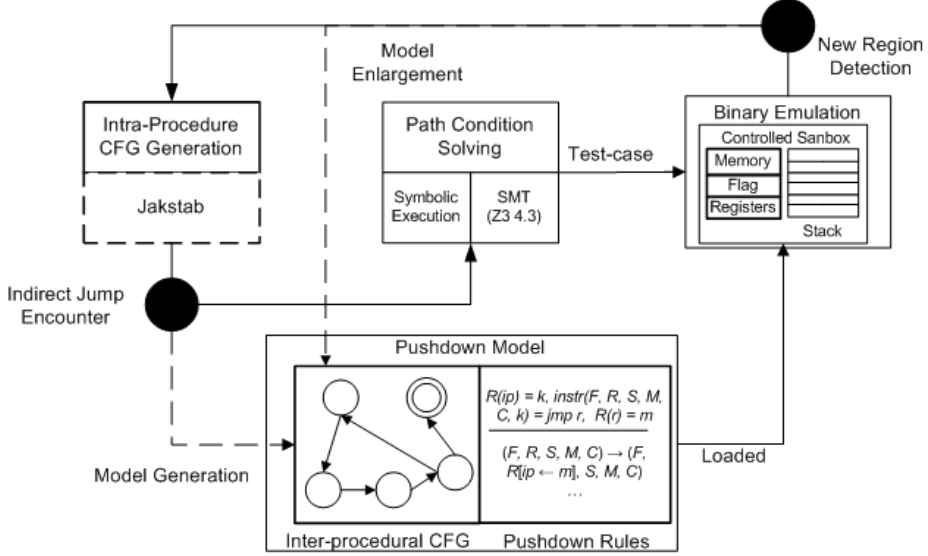 Model
Enlargement
New Region
Detection
Intra-Procedure
CFG Generation
Jakstab
Path Condition
Solving
Symbolic
Execution
SMT
(Z3 4.3)
Test-case
Binary Emulation
Controlled Sanbox
Memory
Flag
Registers
Stack
Indirect Jump
Encounter
Model Generation
Pushdown Model
R(ip) = k, instr(F, R, S, M,
C, k) = jmp r, R(r) = m
(F, R, S, M, C) → (F,
R[ip ← m], S, M, C)
...
Inter-procedural CFG
Pushdown Rules
Loaded